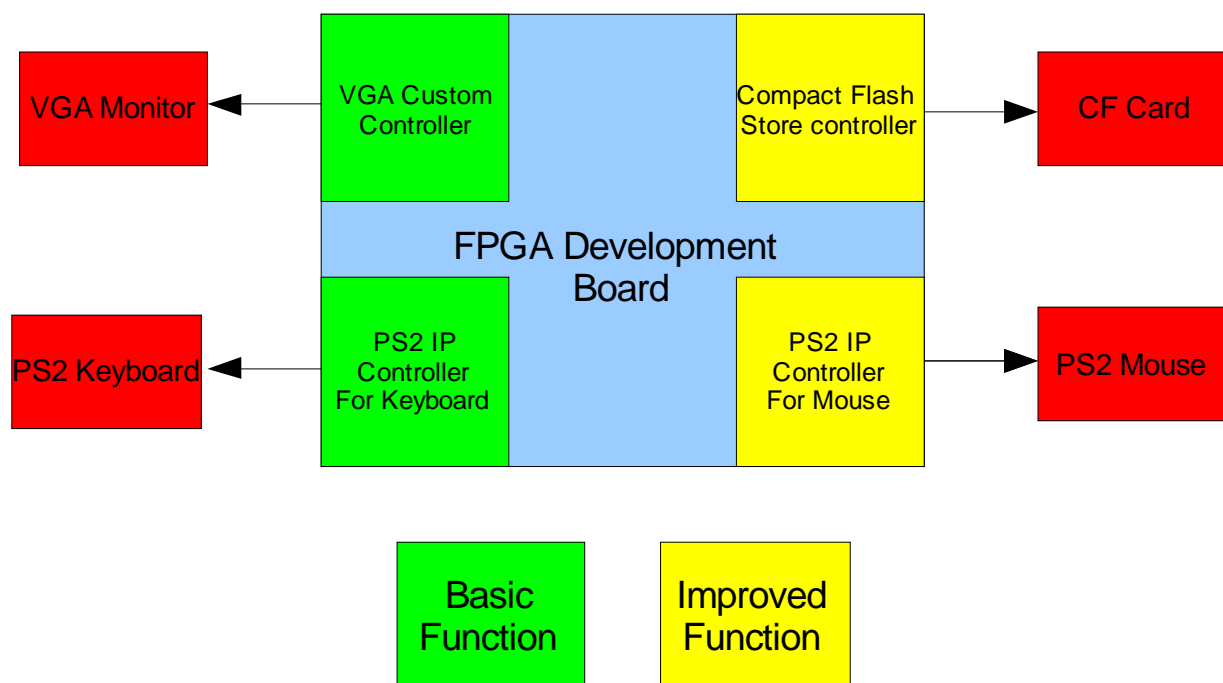 VGA Monitor
VGA Custom
Controller
Compact Flash
Store controller
CF Card
FPGA Development
Board
PS2 Keyboard
PS2 IP
Controller
For Keyboard
PS2 IP
Controller
For Mouse
PS2 Mouse
Basic
Function
Improved
Function